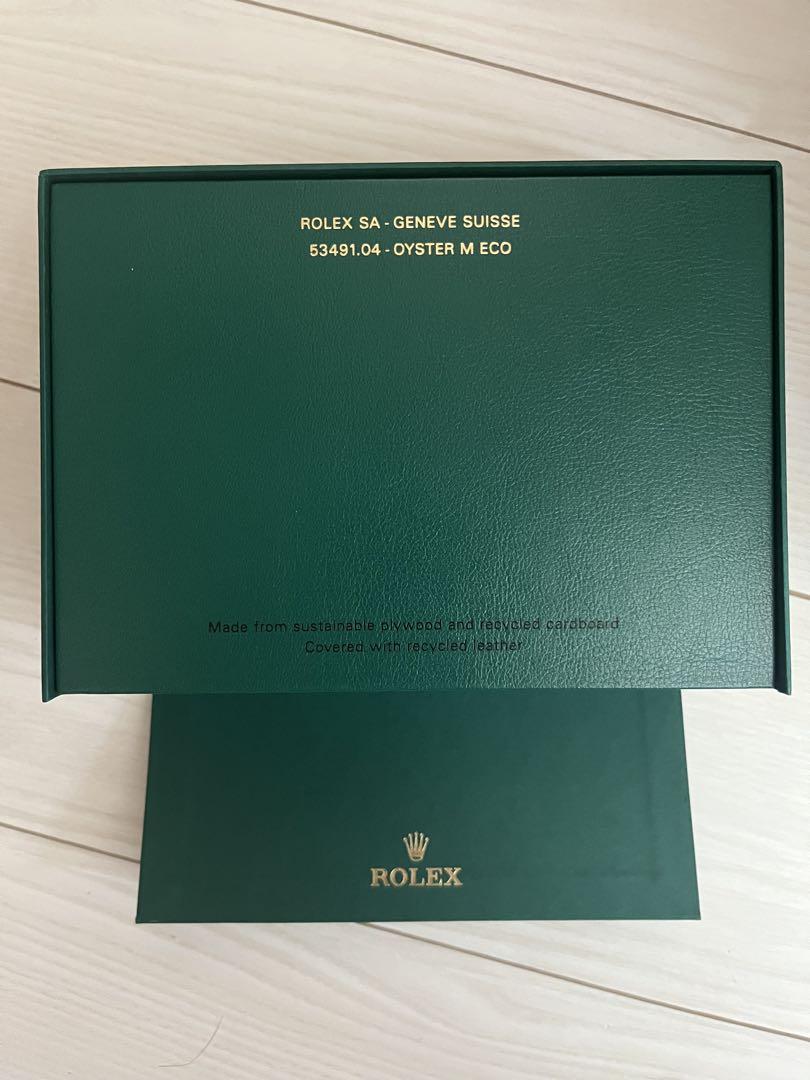 ROLEX SA - GENEVE SUISSE
53491.04 - OYSTER M ECO
Made from sustainable plywood and recycled cardboard
Covered with recycled leather
ROLEX